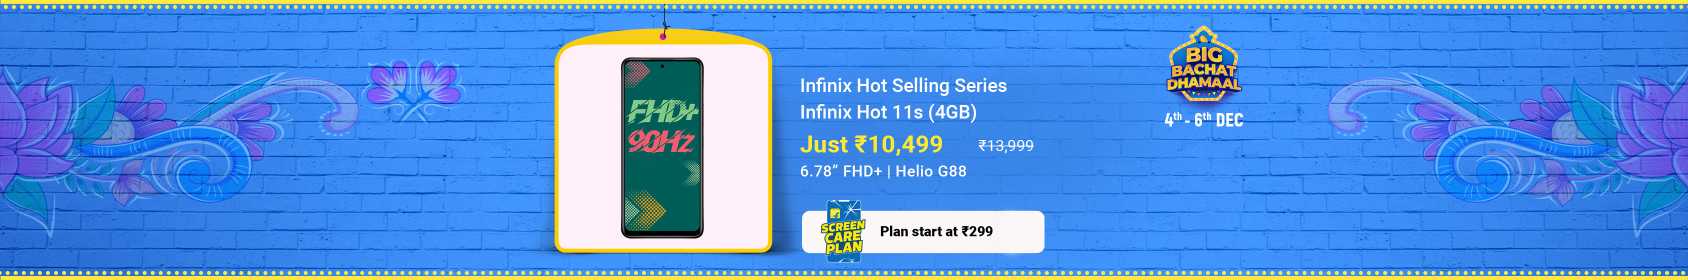 FHD+
90Hz
Infinix Hot Selling Series
Infinix Hot 11s (4GB)
Just ₹10,499 ₹13,999
6.78” FHD+ | Helio G88
SCREEN
CARE
PLAN
Plan start at ₹299
BIG
BACHAT
DHAMAAL
4th - 6th DEC